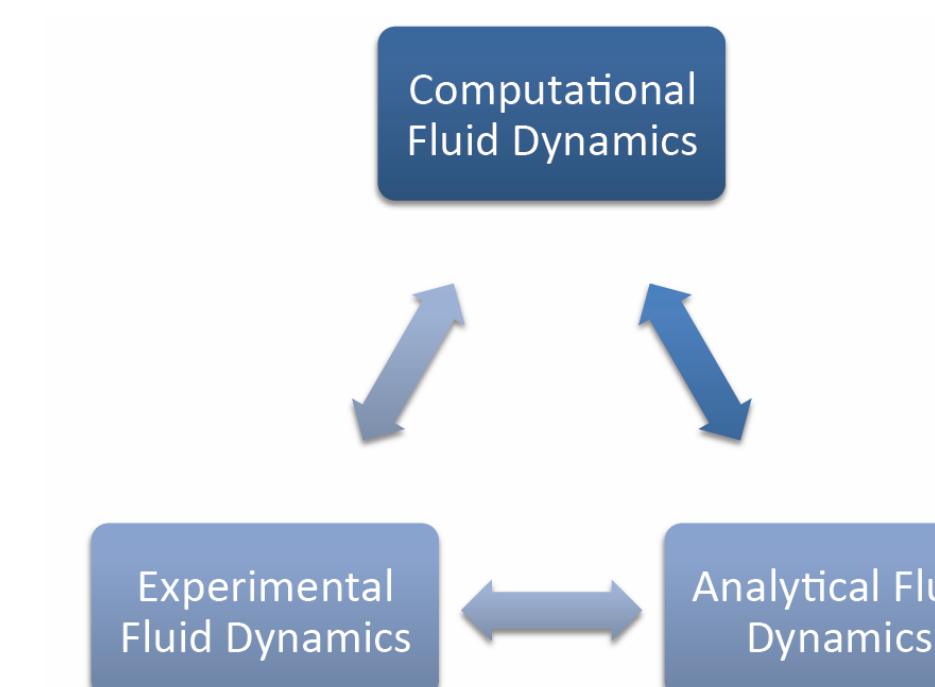 Computational
Fluid Dynamics
Experimental
Fluid Dynamics
Analytical Flu
Dynamics